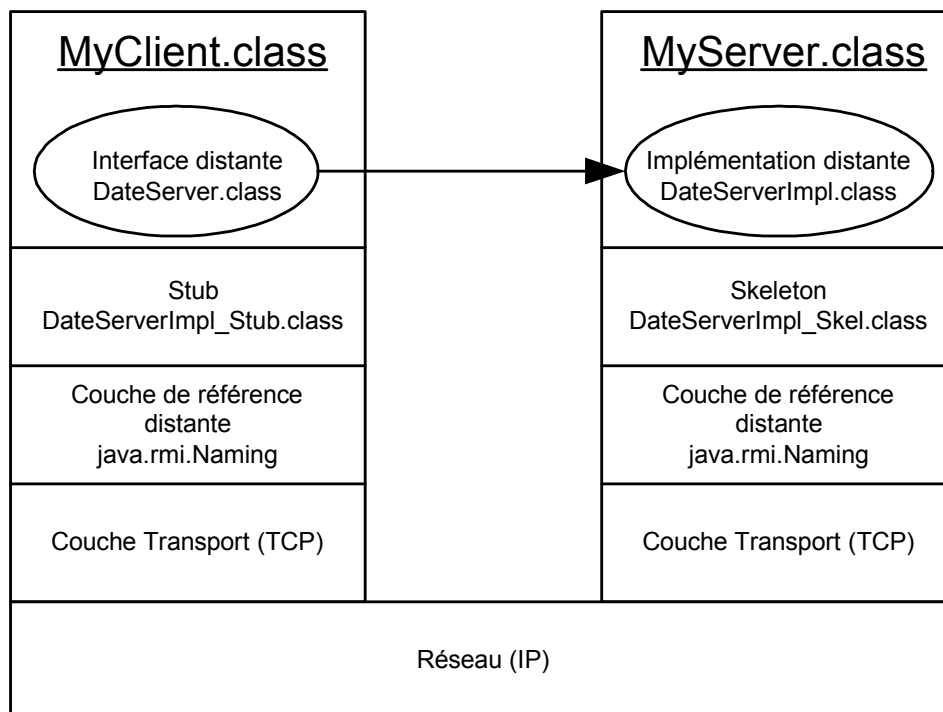 MyClient.class
Interface distante
DateServer.class
Stub
DateServerImpl_Stub.class
Couche de référence
distante
java.rmi.Naming
Couche Transport (TCP)
MyServer.class
Implémentation distante
DateServerImpl.class
Skeleton
DateServerImpl_Skel.class
Couche de référence
distante
java.rmi.Naming
Couche Transport (TCP)
Réseau (IP)